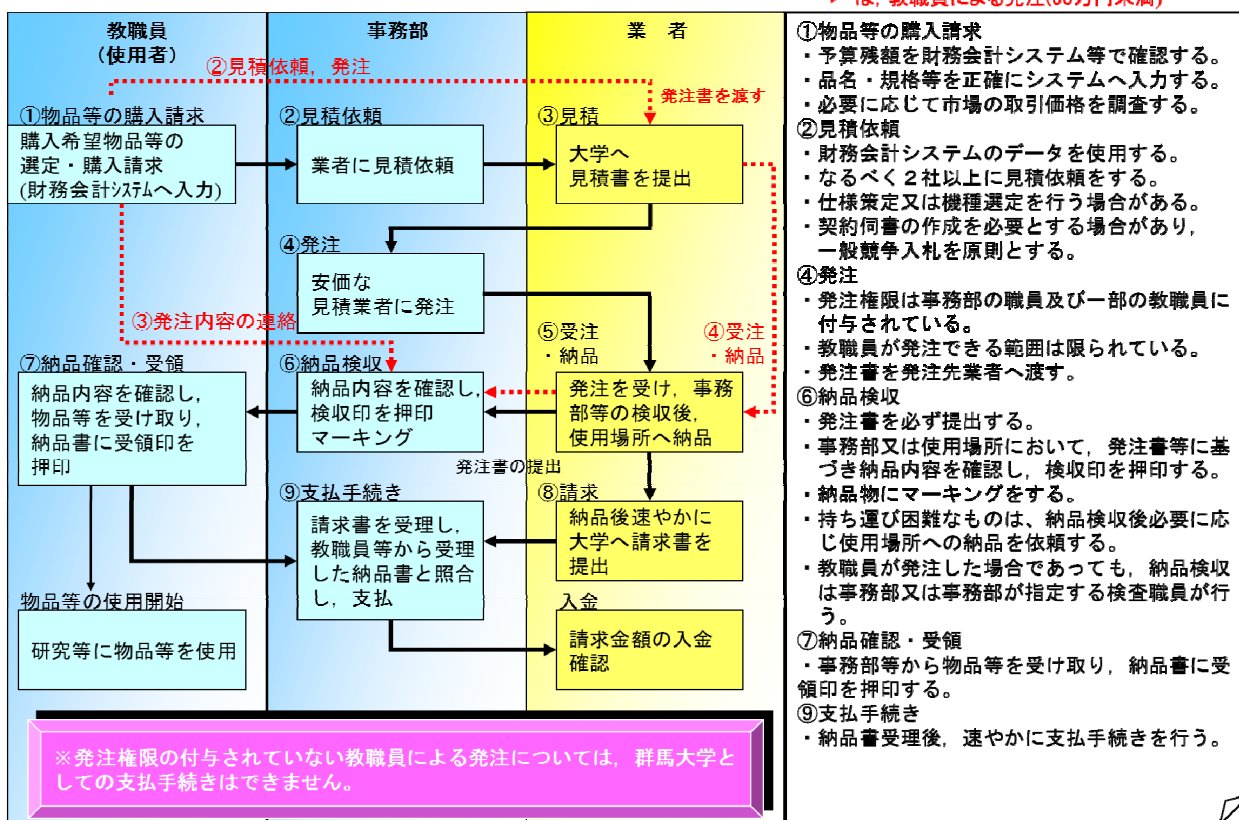 は，教職員による発注(50万円未満)
教職員
（使用者）
事務部
業　者
②見積依頼，発注
発注書を渡す
①物品等の購入請求
購入希望物品等の
選定・購入請求
(財務会計システムへ入力)
②見積依頼
業者に見積依頼
③見積
大学へ
見積書を提出
④発注
安価な
見積業者に発注
③発注内容の連絡
⑤受注
・納品
④受注
・納品
⑦納品確認・受領
納品内容を確認し，
物品等を受け取り，
納品書に受領印を
押印
⑥納品検収
納品内容を確認し，
検収印を押印
マーキング
発注を受け，事務
部等の検収後，
使用場所へ納品
発注書の提出
⑨支払手続き
請求書を受理し，
教職員等から受理
した納品書と照合
し，支払
⑧請求
納品後速やかに
大学へ請求書を
提出
物品等の使用開始
研究等に物品等を使用
入金
請求金額の入金
確認
※発注権限の付与されていない教職員による発注については，群馬大学と
しての支払手続きはできません。
①物品等の購入請求
・予算残額を財務会計システム等で確認する。
・品名・規格等を正確にシステムへ入力する。
・必要に応じて市場の取引価格を調査する。
②見積依頼
・財務会計システムのデータを使用する。
・なるべく２社以上に見積依頼をする。
・仕様策定又は機種選定を行う場合がある。
・契約伺書の作成を必要とする場合があり，
一般競争入札を原則とする。
④発注
・発注権限は事務部の職員及び一部の教職員に
付与されている。
・教職員が発注できる範囲は限られている。
・発注書を発注先業者へ渡す。
⑥納品検収
・発注書を必ず提出する。
・事務部又は使用場所において，発注書等に基
づき納品内容を確認し，検収印を押印する。
・納品物にマーキングをする。
・持ち運び困難なものは、納品検収後必要に応
じ使用場所への納品を依頼する。
・教職員が発注した場合であっても，納品検収
は事務部又は事務部が指定する検査職員が行
う。
⑦納品確認・受領
・事務部等から物品等を受け取り，納品書に受
領印を押印する。
⑨支払手続き
・納品書受理後，速やかに支払手続きを行う。